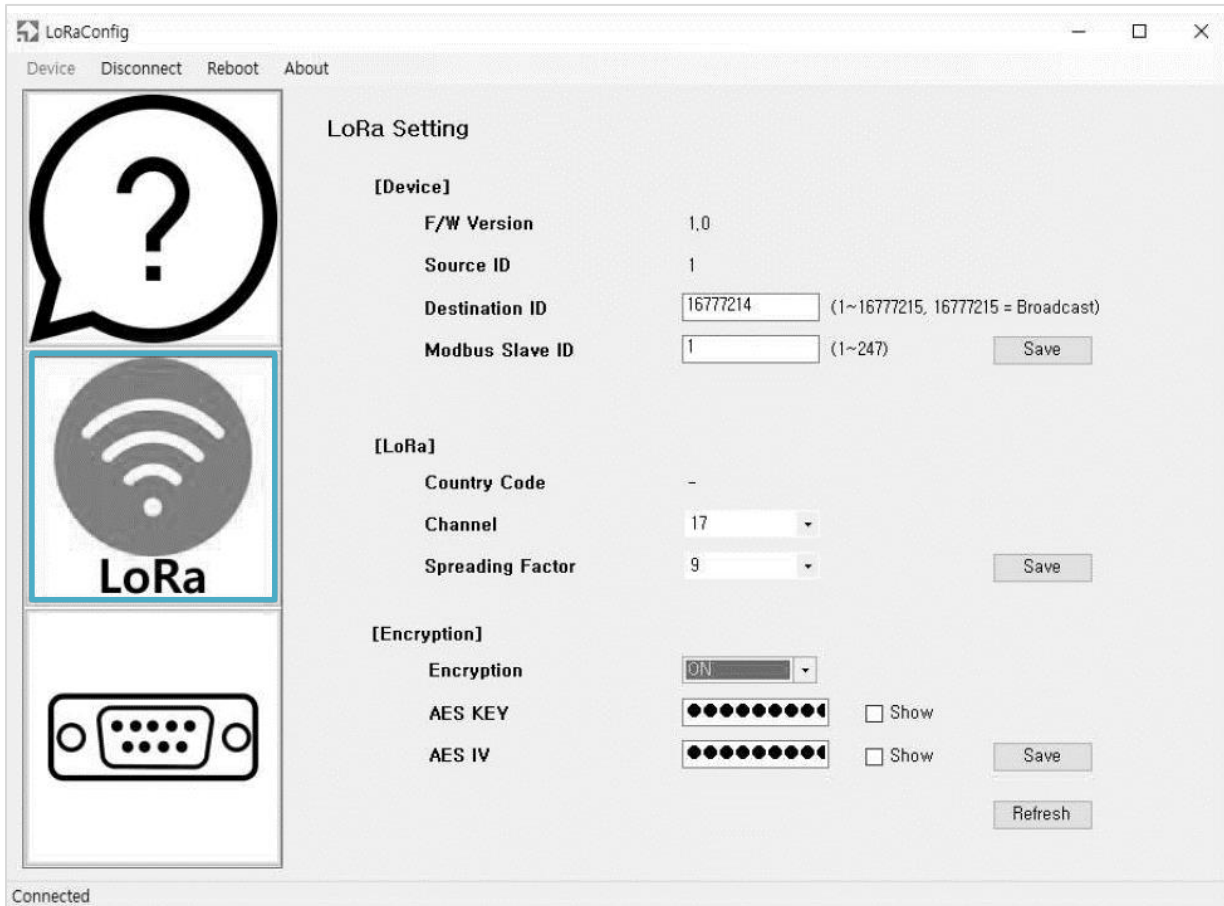 LoRaConfig
Device Disconnect Reboot About
?
LoRa Setting
[Device]
F/W Version 1.0
Source ID 1
Destination ID 16777214 (1~16777215, 16777215 = Broadcast)
Modbus Slave ID 1 (1~247) Save
[LoRa]
Country Code -
Channel 17
Spreading Factor 9 Save
LoRa
[Encryption]
Encryption ON
AES KEY ●●●●●●●●● Show
AES IV ●●●●●●●●● Show Save
Refresh
Connected